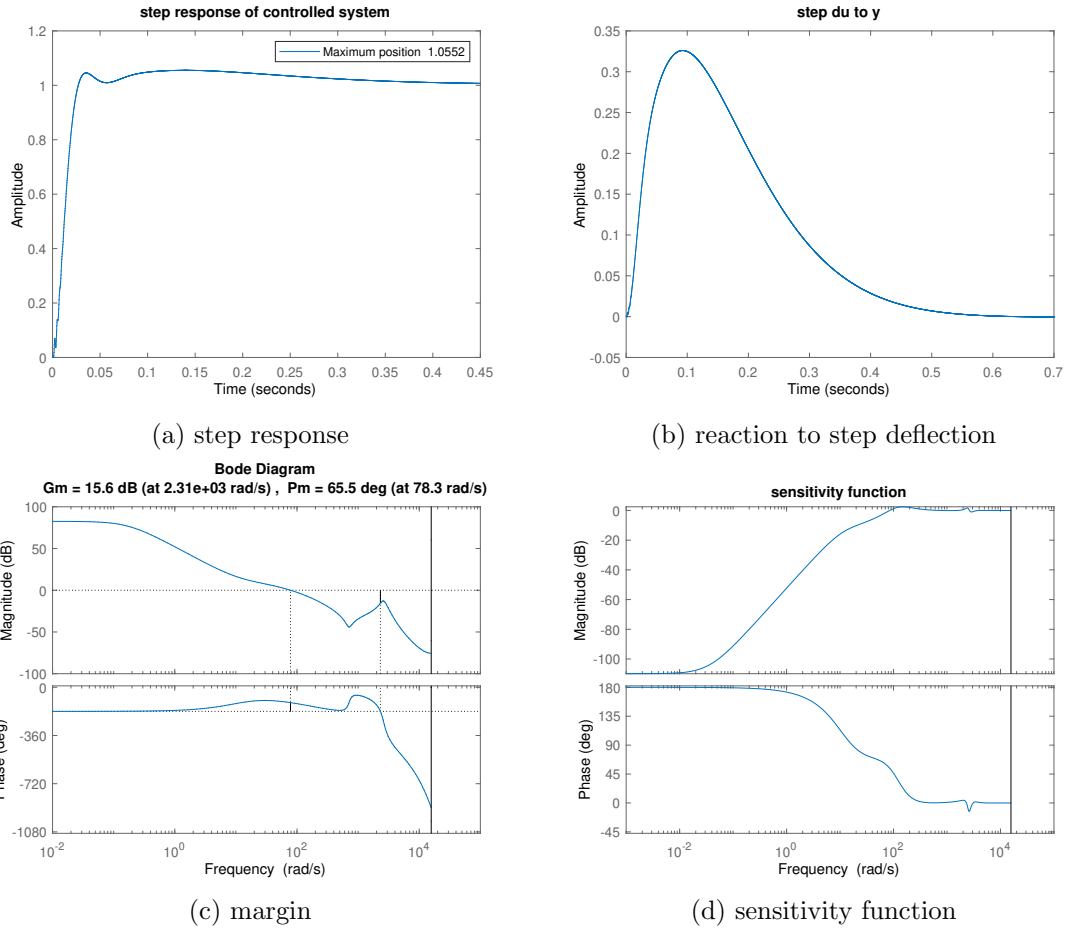 step response of controlled system
1.2
1
0.8
0.6
0.4
0.2
0
Amplitude
Maximum position 1.0552
0 0.05 0.1 0.15 0.2 0.25 0.3 0.35 0.4 0.45
Time (seconds)
(a) step response
step du to y
0.35
0.3
0.25
0.2
0.15
0.1
0.05
0
-0.05
Amplitude
0 0.1 0.2 0.3 0.4 0.5 0.6 0.7
Time (seconds)
(b) reaction to step deflection
Bode Diagram
Gm = 15.6 dB (at 2.31e+03 rad/s) , Pm = 65.5 deg (at 78.3 rad/s)
100
50
0
-50
-100
Magnitude (dB)
0
-360
-720
-1080
Phase (deg)
10^-2 10^0 10^2 10^4
Frequency (rad/s)
(c) margin
sensitivity function
0
-20
-40
-60
-80
-100
Magnitude (dB)
180
135
90
45
0
-45
Phase (deg)
10^-2 10^0 10^2 10^4
Frequency (rad/s)
(d) sensitivity function